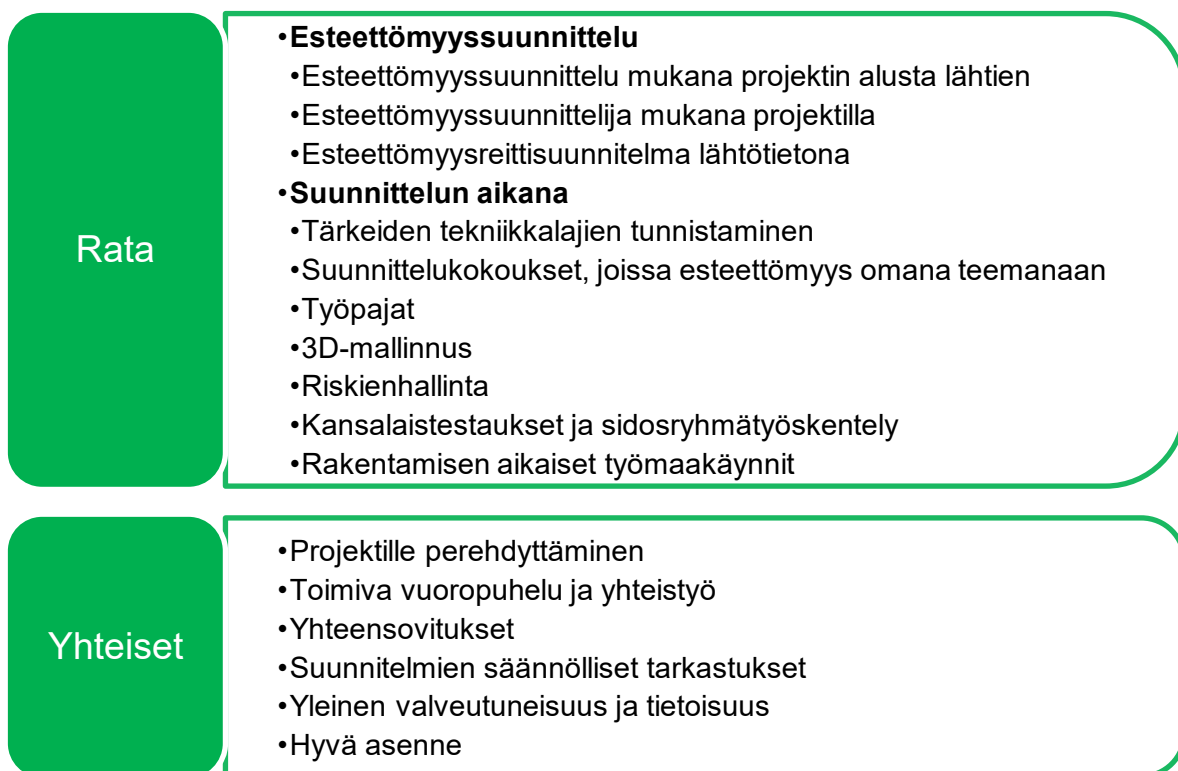 Rata
•Esteettömyyssuunnittelu
•Esteettömyyssuunnittelu mukana projektin alusta lähtien
•Esteettömyyssuunnittelija mukana projektilla
•Esteettömyysreittisuunnitelma lähtötietona
•Suunnittelun aikana
•Tärkeiden tekniikkalajien tunnistaminen
•Suunnittelukokoukset, joissa esteettömyys omana teemanaan
•Työpajat
•3D-mallinnus
•Riskienhallinta
•Kansalaistestaukset ja sidosryhmätyöskentely
•Rakentamisen aikaiset työmaakäynnit
Yhteiset
•Projektille perehdyttäminen
•Toimiva vuoropuhelu ja yhteistyö
•Yhteensovitukset
•Suunnitelmien säännölliset tarkastukset
•Yleinen valveutuneisuus ja tietoisuus
•Hyvä asenne